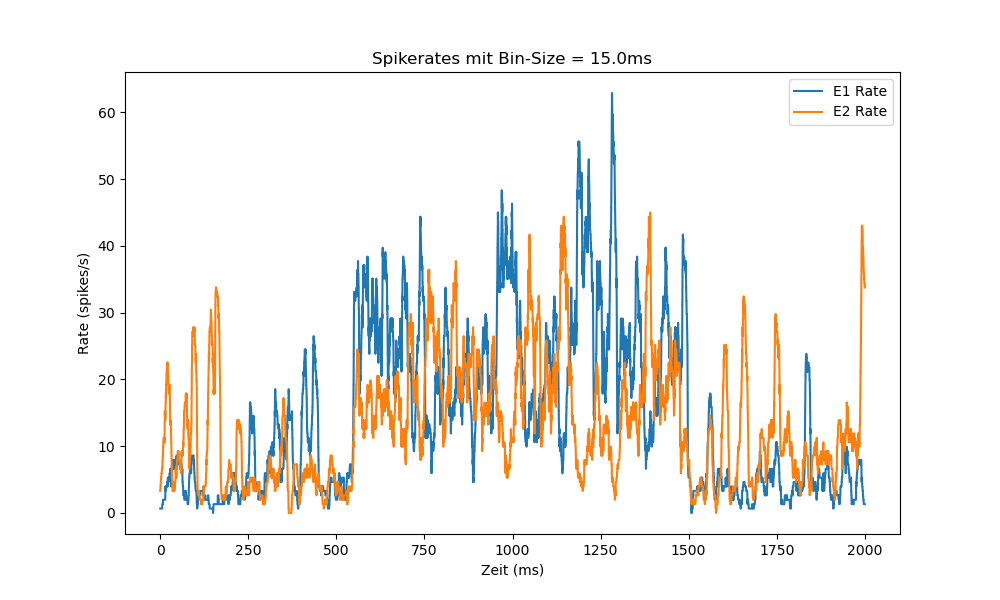 Spikerates mit Bin-Size = 15.0ms
E1 Rate
E2 Rate
Rate (spikes/s)
60
50
40
30
20
10
0
0 250 500 750 1000 1250 1500 1750 2000
Zeit (ms)